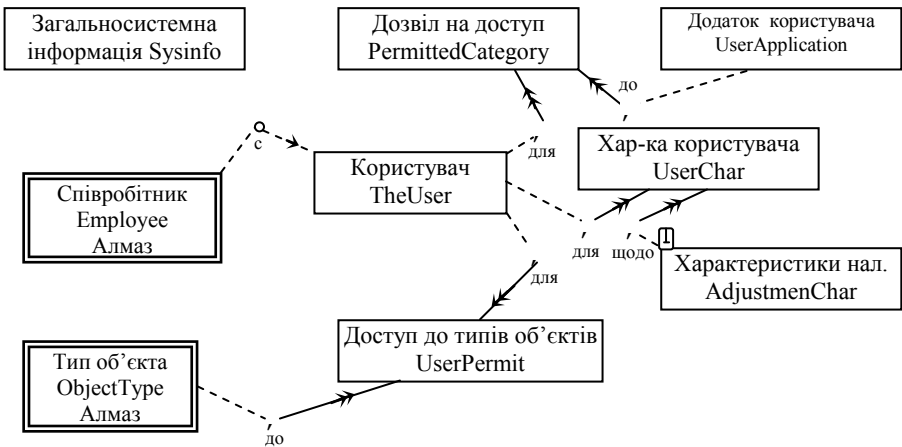 Загальносистемна
інформація Sysinfo
Дозвіл на доступ
PermittedCategory
Додаток користувача
UserApplication
до
для
с
Хар-ка користувача
UserChar
Користувач
TheUser
Співробітник
Employee
Алмаз
для
для
щодо
1
Характеристики нал.
AdjustmenChar
Доступ до типів об’єктів
UserPermit
Тип об’єкта
ObjectType
Алмаз
до